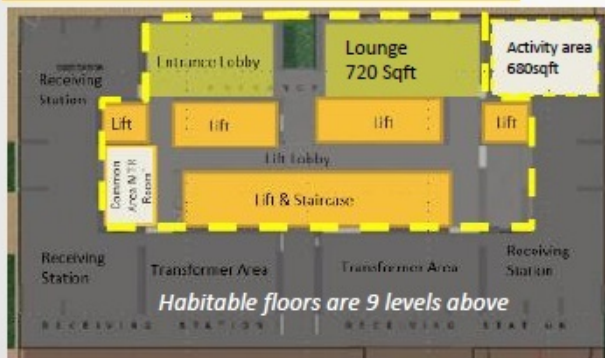 Entrance Lobby
Lounge
720 Sqft
Activity area
680sqft
Receiving
Station
Lift
Lift
Lift
Lift
Lift Lobby
Common
Area MTR
Room
Lift & Staircase
Receiving
Station
Transformer Area
Transformer Area
Receiving
Station
Habitable floors are 9 levels above
RECEIVING STATION
RECEIVING STATION